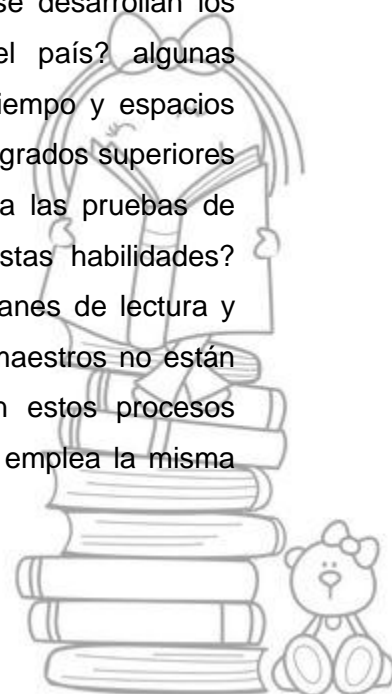 se desarrollan los
el país? algunas
iempo y espacios
grados superiores
a las pruebas de
stas habilidades?
anes de lectura y
maestros no están
n estos procesos
emplea la misma